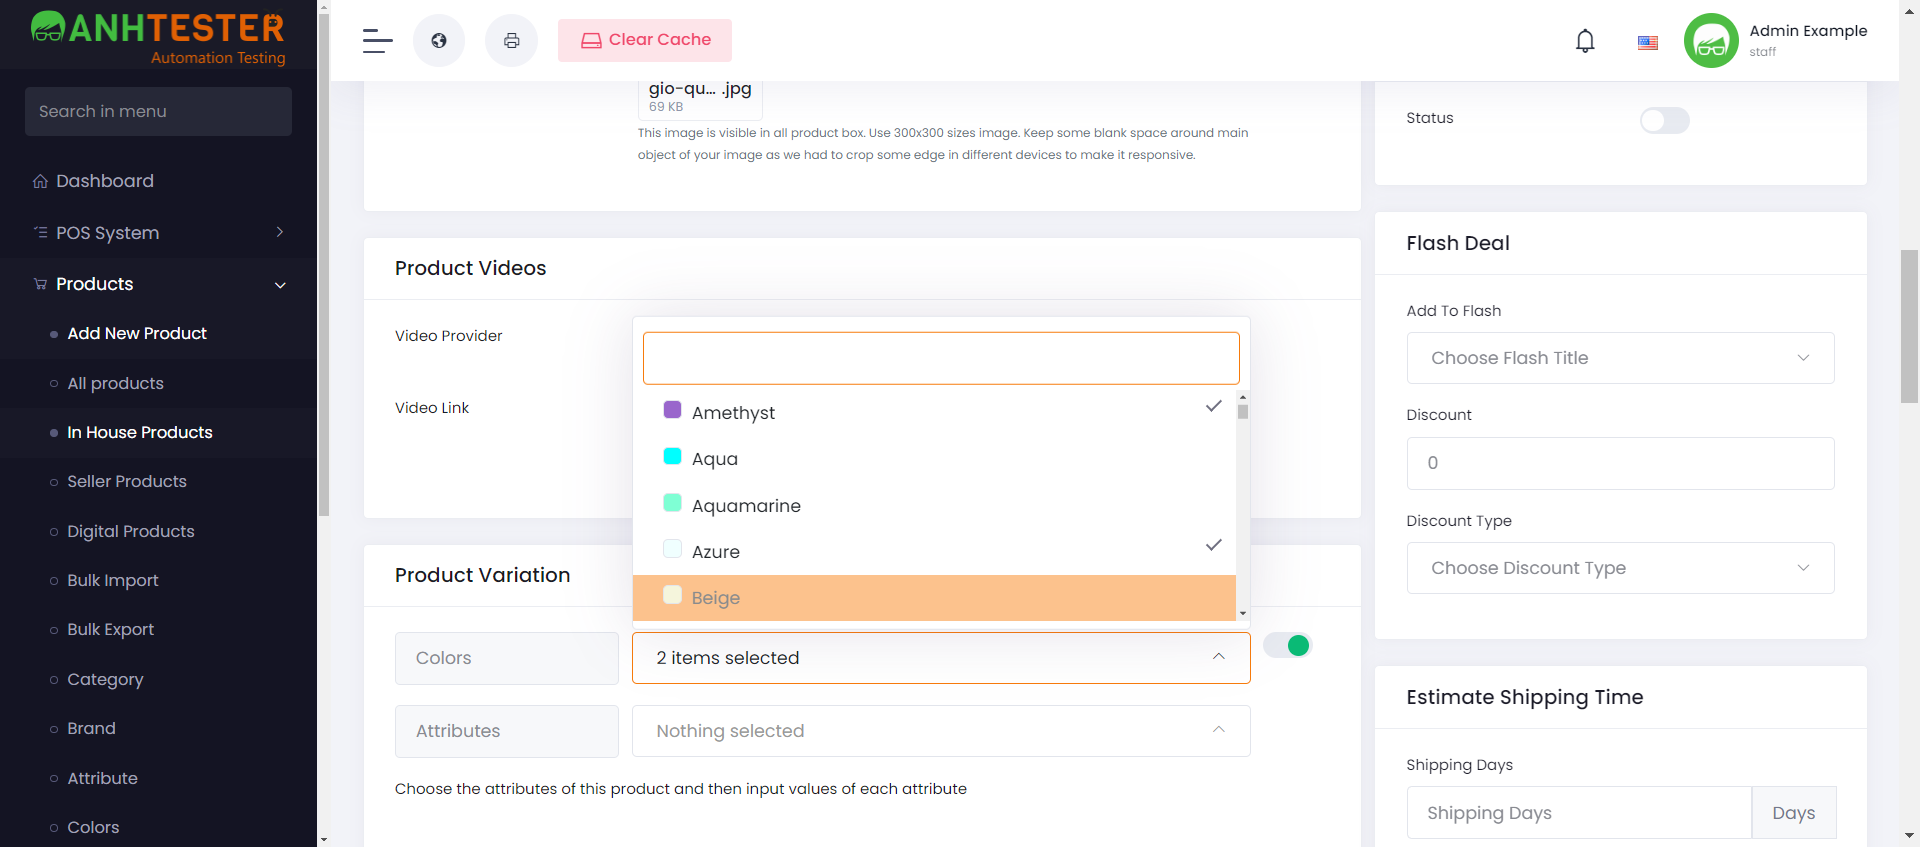 ANHTESTER
Automation Testing
Search in menu
Dashboard
POS System
Products
Add New Product
All products
In House Products
Seller Products
Digital Products
Bulk Import
Bulk Export
Category
Brand
Attribute
Colors
Clear Cache
Admin Example
staff
gio-qu... .jpg
69 KB
This image is visible in all product box. Use 300x300 sizes image. Keep some blank space around main
object of your image as we had to crop some edge in different devices to make it responsive.
Product Videos
Video Provider
Video Link
Amethyst
Aqua
Aquamarine
Azure
Beige
Product Variation
Colors
2 items selected
Attributes
Nothing selected
Choose the attributes of this product and then input values of each attribute
Status
Flash Deal
Add To Flash
Choose Flash Title
Discount
0
Discount Type
Choose Discount Type
Estimate Shipping Time
Shipping Days
Shipping Days
Days